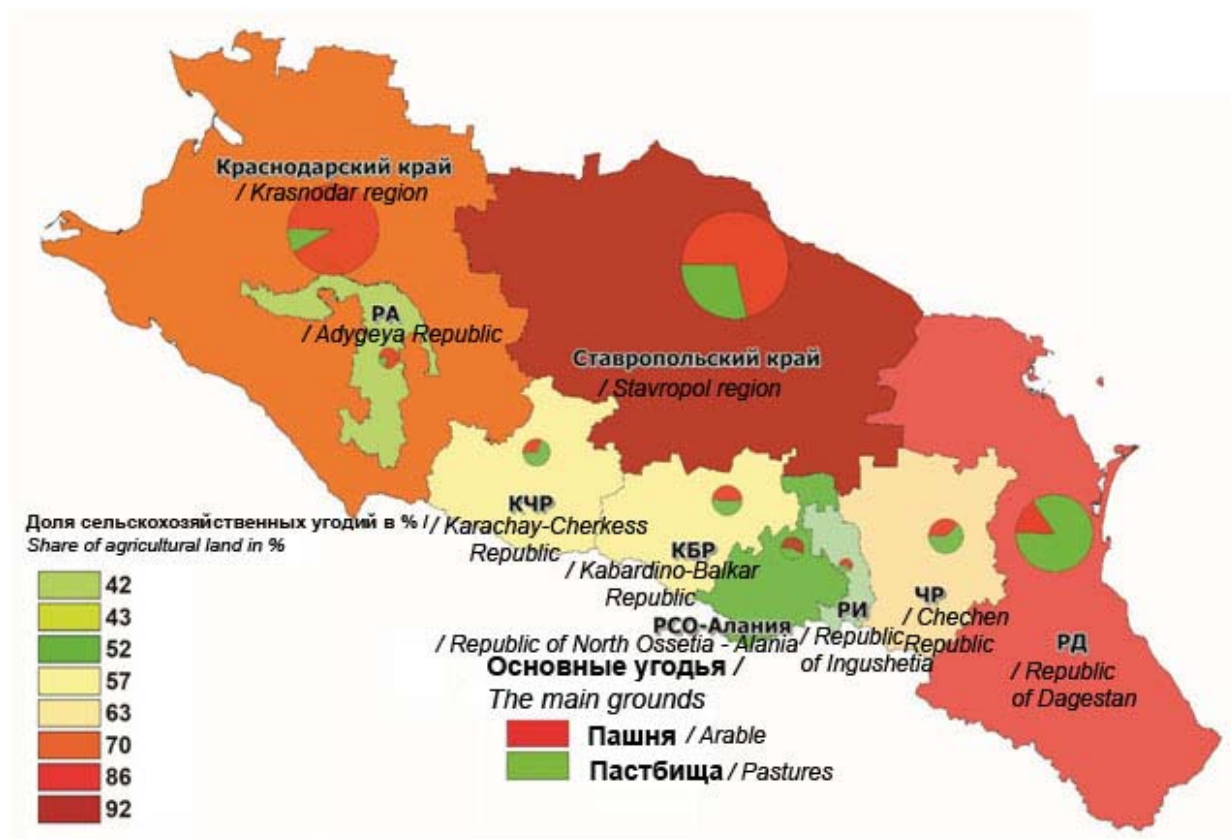 Краснодарский край
/ Krasnodar region
РА
/ Adygeya Republic
Ставропольский край
/ Stavropol region
КЧР
/ Karachay-Cherkess
Republic
КБР
/ Kabardino-Balkar
Republic
РСО-Алания
/ Republic of North Ossetia - Alania
РИ
/ Republic
of Ingushetia
ЧР
/ Chechen
Republic
РД
/ Republic
of Dagestan
Доля сельскохозяйственных угодий в % /
Share of agricultural land in %
42
43
52
57
63
70
86
92
Основные угодья /
The main grounds
Пашня / Arable
Пастбища / Pastures